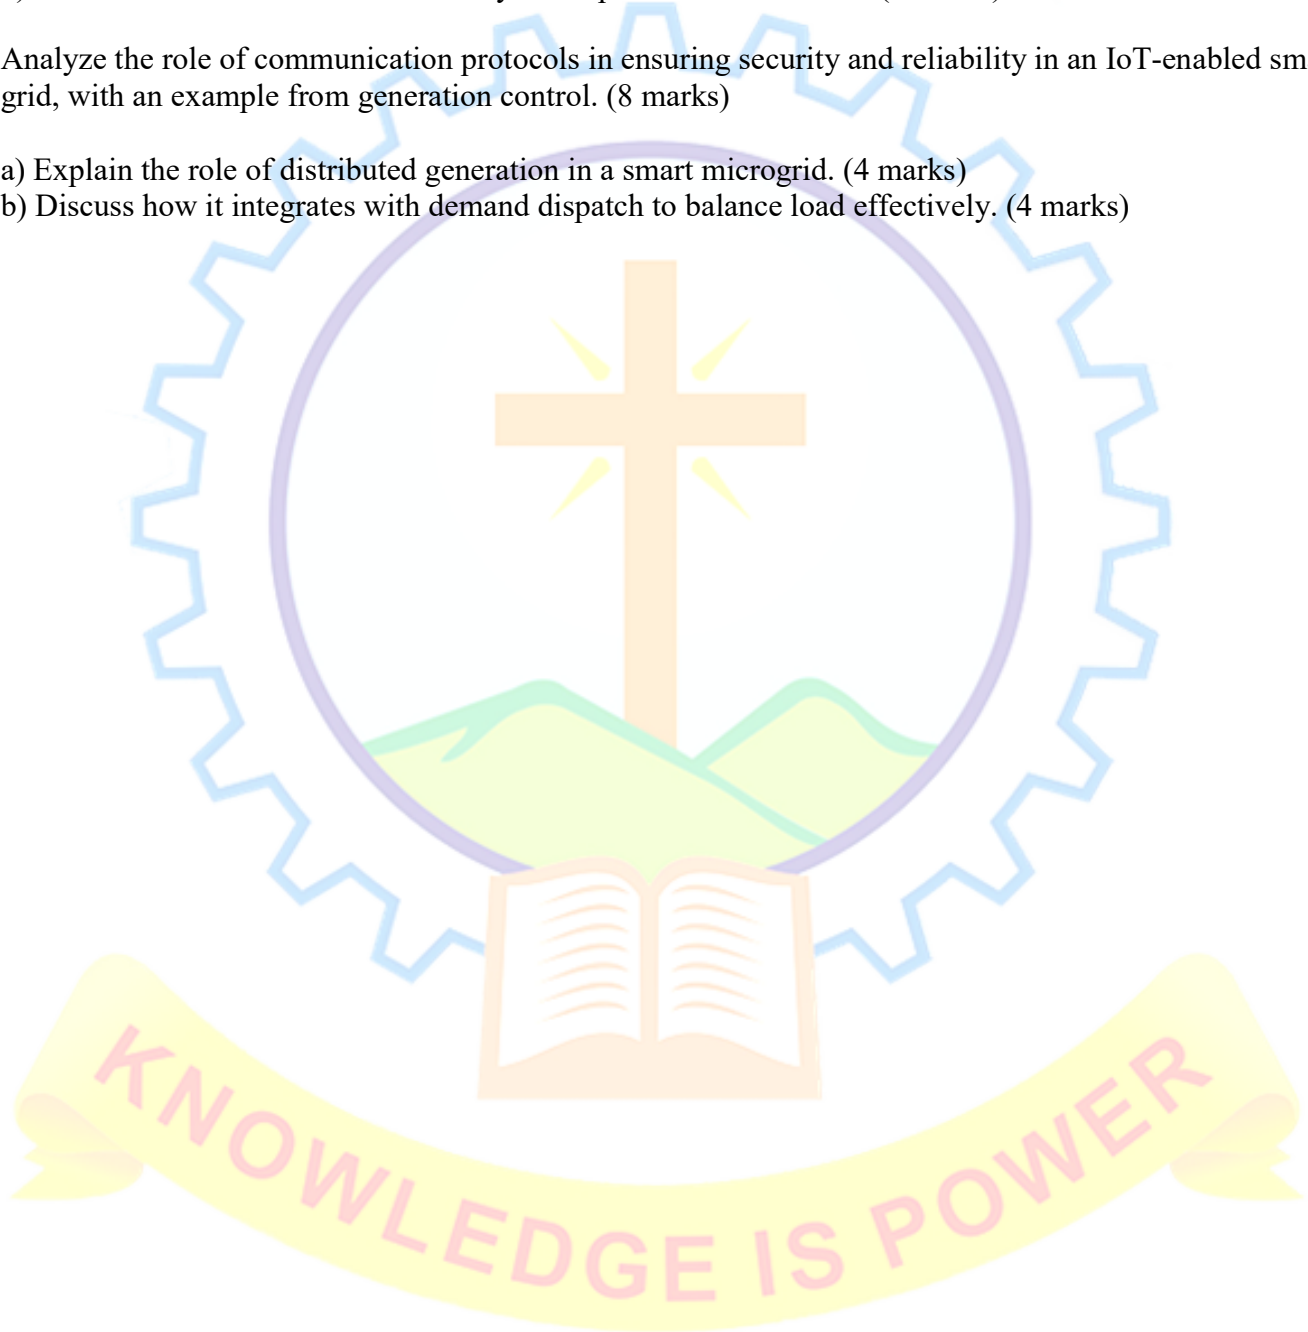 Analyze the role of communication protocols in ensuring security and reliability in an IoT-enabled sm
grid, with an example from generation control. (8 marks)
a) Explain the role of distributed generation in a smart microgrid. (4 marks)
b) Discuss how it integrates with demand dispatch to balance load effectively. (4 marks)
KNOWLEDGE IS POWER